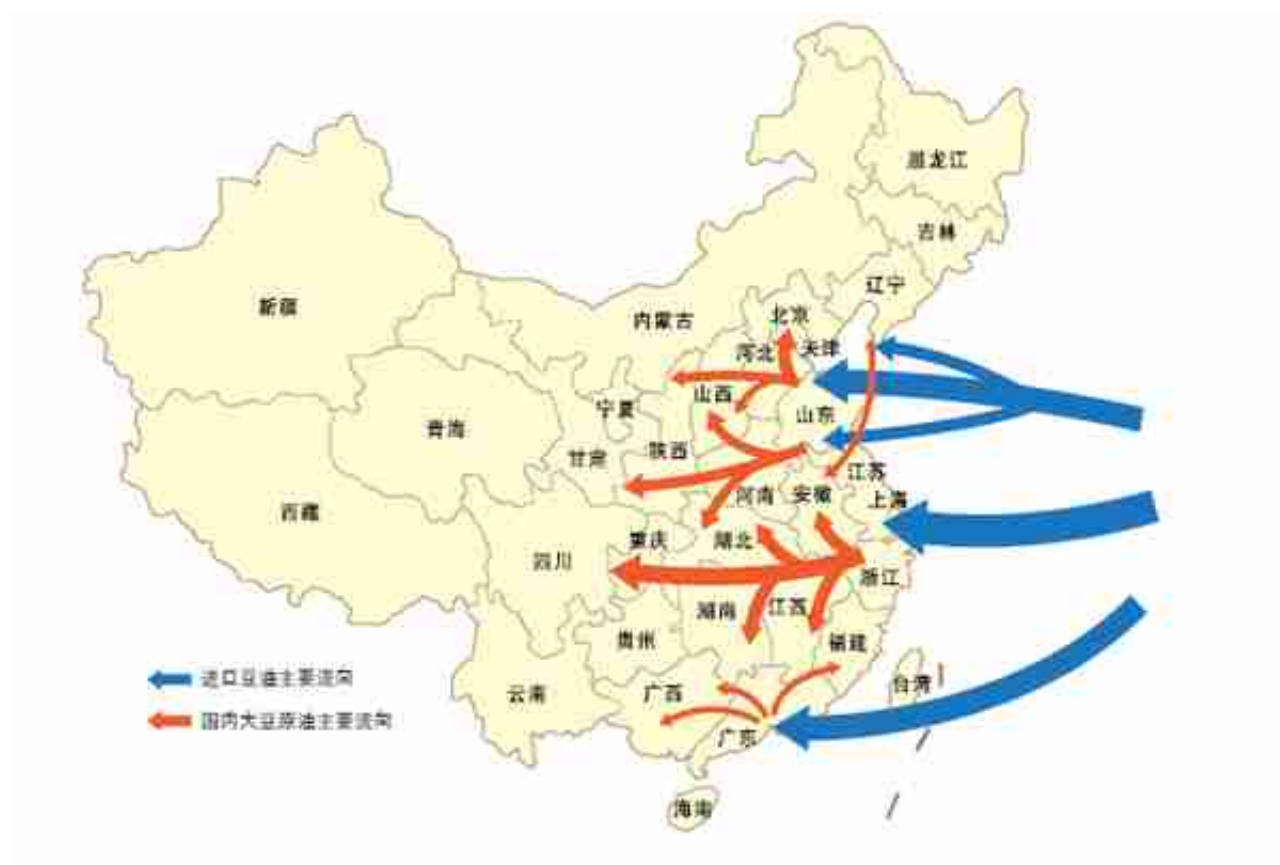 黑龙江
吉林
辽宁
新疆
内蒙古
北京
河北
天津
山西
宁夏
山东
青海
甘肃
陕西
江苏
河南
安徽
上海
西藏
重庆
湖北
四川
浙江
湖南
江西
贵州
福建
云南
广西
台湾
广东
海南
进口豆油主要流向
国内大豆原油主要流向